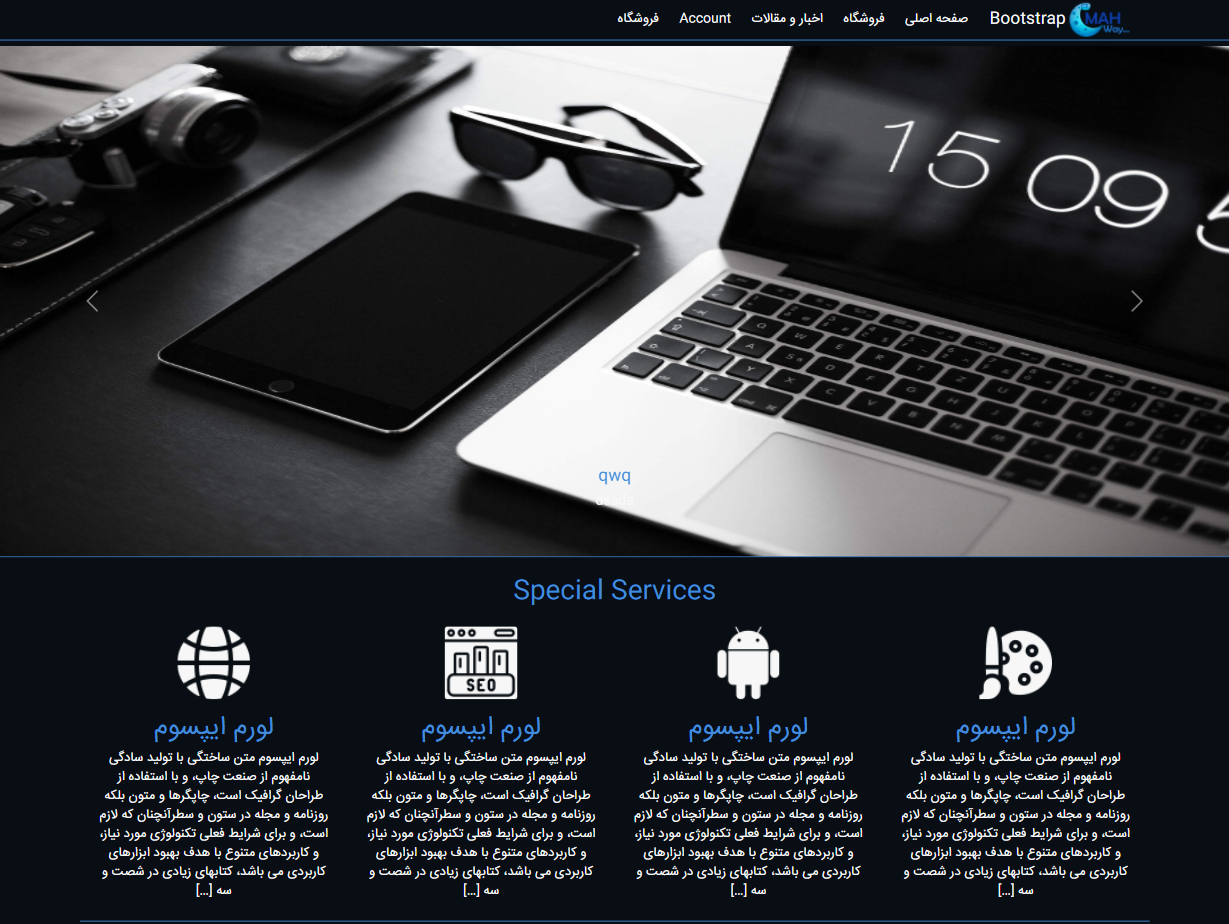 MAH
Way...
Bootstrap
صفحه اصلی
فروشگاه
اخبار و مقالات
Account
فروشگاه
15 09 5
qwq
Special Services
SEO
لورم ایپسوم
لورم ایپسوم متن ساختگی با تولید سادگی
نامفهوم از صنعت چاپ، و با استفاده از
طراحان گرافیک است، چاپگرها و متون بلکه
روزنامه و مجله در ستون و سطرآنچنان که لازم
است، و برای شرایط فعلی تکنولوژی مورد نیاز،
و کاربردهای متنوع با هدف بهبود ابزارهای
کاربردی می باشد، کتابهای زیادی در شصت و
سه [...]
لورم ایپسوم
لورم ایپسوم متن ساختگی با تولید سادگی
نامفهوم از صنعت چاپ، و با استفاده از
طراحان گرافیک است، چاپگرها و متون بلکه
روزنامه و مجله در ستون و سطرآنچنان که لازم
است، و برای شرایط فعلی تکنولوژی مورد نیاز،
و کاربردهای متنوع با هدف بهبود ابزارهای
کاربردی می باشد، کتابهای زیادی در شصت و
سه [...]
لورم ایپسوم
لورم ایپسوم متن ساختگی با تولید سادگی
نامفهوم از صنعت چاپ، و با استفاده از
طراحان گرافیک است، چاپگرها و متون بلکه
روزنامه و مجله در ستون و سطرآنچنان که لازم
است، و برای شرایط فعلی تکنولوژی مورد نیاز،
و کاربردهای متنوع با هدف بهبود ابزارهای
کاربردی می باشد، کتابهای زیادی در شصت و
سه [...]
لورم ایپسوم
لورم ایپسوم متن ساختگی با تولید سادگی
نامفهوم از صنعت چاپ، و با استفاده از
طراحان گرافیک است، چاپگرها و متون بلکه
روزنامه و مجله در ستون و سطرآنچنان که لازم
است، و برای شرایط فعلی تکنولوژی مورد نیاز،
و کاربردهای متنوع با هدف بهبود ابزارهای
کاربردی می باشد، کتابهای زیادی در شصت و
سه [...]